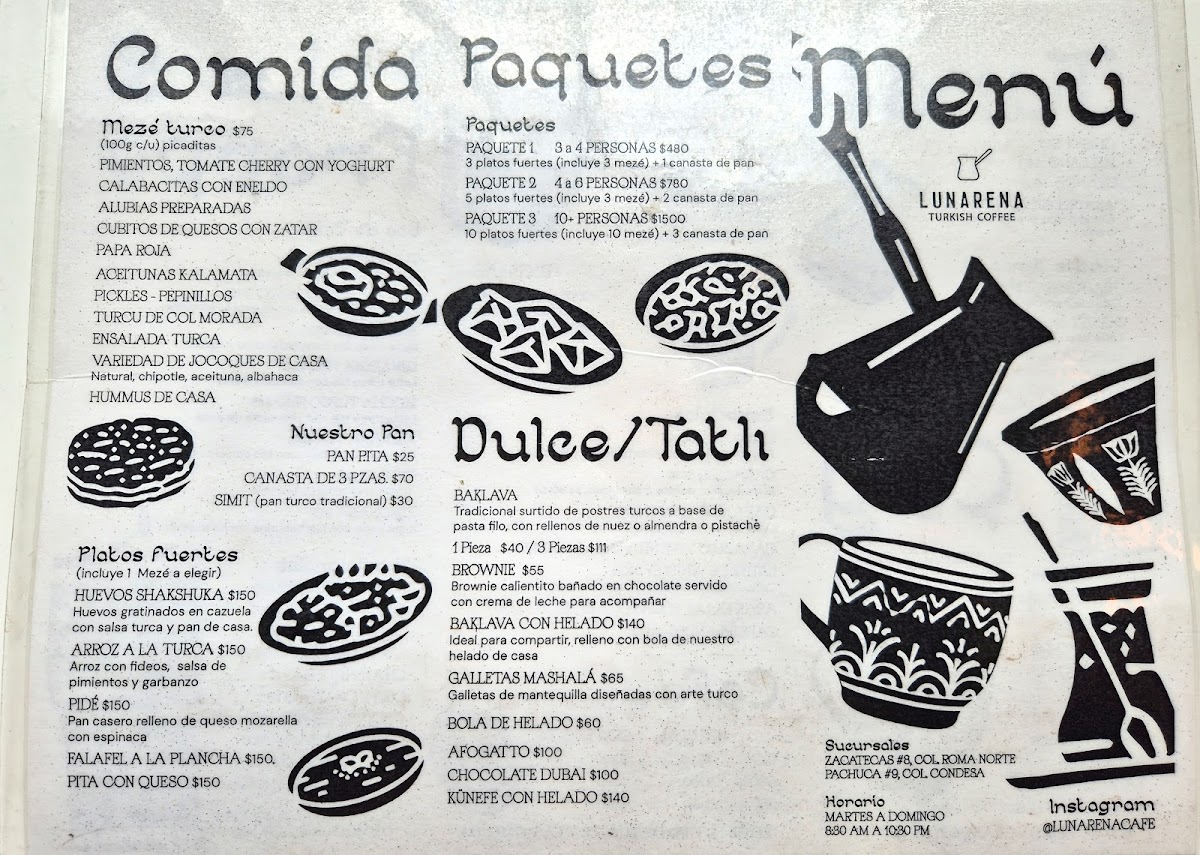 Comida
Mezé turco $75
(100g c/u) picaditas
PIMIENTOS, TOMATE CHERRY CON YOGHURT
CALABACITAS CON ENELDO
ALUBIAS PREPARADAS
CUBITOS DE QUESOS CON ZATAR
PAPA ROJA
ACEITUNAS KALAMATA
PICKLES - PEPINILLOS
TURCU DE COL MORADA
ENSALADA TURCA
VARIEDAD DE JOCOQUES DE CASA
Natural, chipotle, aceituna, albahaca
HUMMUS DE CASA
Nuestro Pan
PAN PITA $25
CANASTA DE 3 PZAS. $70
SIMIT (pan turco tradicional) $30
Platos fuertes
(incluye 1 Mezé a elegir)
HUEVOS SHAKSHUKA $150
Huevos gratinados en cazuela
con salsa turca y pan de casa.
ARROZ A LA TURCA $150
Arroz con fideos, salsa de
pimientos y garbanzo
PIDÉ $150
Pan casero relleno de queso mozarella
con espinaca
FALAFEL A LA PLANCHA $150.
PITA CON QUESO $150
Paquetes
Paquetes
PAQUETE 1 3 a 4 PERSONAS $480
3 platos fuertes (incluye 3 mezé) + 1 canasta de pan
PAQUETE 2 4 a 6 PERSONAS $780
5 platos fuertes (incluye 3 mezé) + 2 canasta de pan
PAQUETE 3 10+ PERSONAS $1500
10 platos fuertes (incluye 10 mezé) + 3 canasta de pan
Dulce/Tatlı
BAKLAVA
Tradicional surtido de postres turcos a base de
pasta filo, con rellenos de nuez o almendra o pistachè
1 Pieza $40 / 3 Piezas $111
BROWNIE $55
Brownie calientito bañado en chocolate servido
con crema de leche para acompañar
BAKLAVA CON HELADO $140
Ideal para compartir, relleno con bola de nuestro
helado de casa
GALLETAS MASHALÁ $65
Galletas de mantequilla diseñadas con arte turco
BOLA DE HELADO $60
AFOGATTO $100
CHOCOLATE DUBAI $100
KÜNEFE CON HELADO $140
Menú
LUNARENA
TURKISH COFFEE
Sucursales
ZACATECAS #8, COL. ROMA NORTE
PACHUCA #9, COL. CONDESA
Horario
MARTES A DOMINGO
8:30 AM A 10:30 PM
Instagram
@LUNARENACAFE